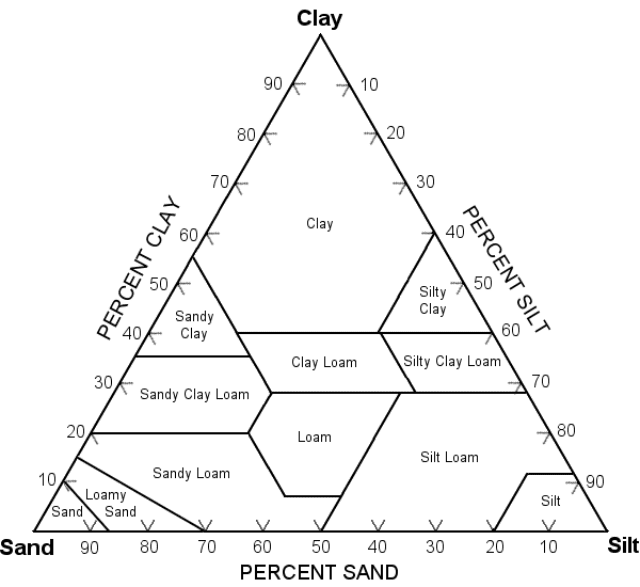 Clay
90
10
80
20
70
30
Clay
60
40
PERCENT CLAY
PERCENT SILT
50
50
Silty
Clay
Sandy
Clay
40
60
Clay Loam
Silty Clay Loam
30
70
Sandy Clay Loam
20
80
Loam
Silt Loam
Sandy Loam
10
90
Loamy
Sand
Sand
Silt
Sand
90
80
70
60
50
40
30
20
10
Silt
PERCENT SAND